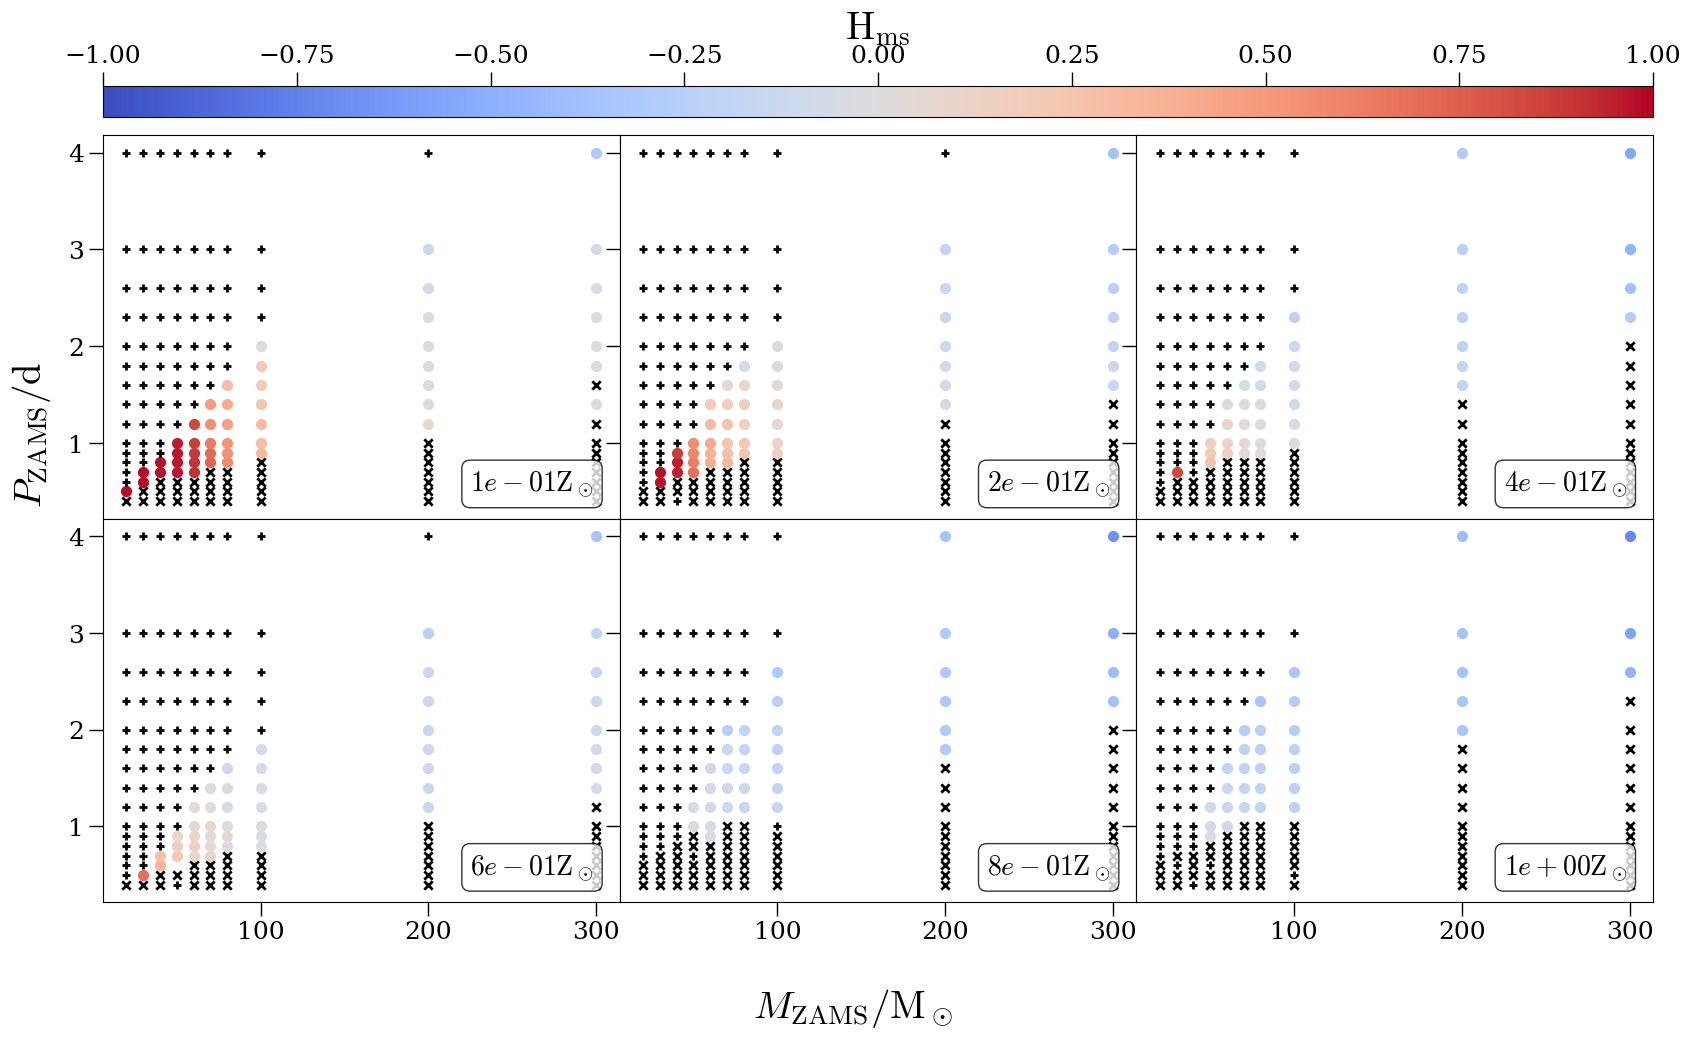 H_ms
−1.00 −0.75 −0.50 −0.25 0.00 0.25 0.50 0.75 1.00
4
3
2
1
1e − 01Z_⊙ 2e − 01Z_⊙ 4e − 01Z_⊙
P_ZAMS/d
4
3
2
1
6e − 01Z_⊙ 8e − 01Z_⊙ 1e + 00Z_⊙
100 200 300 100 200 300 100 200 300
M_ZAMS/M_⊙